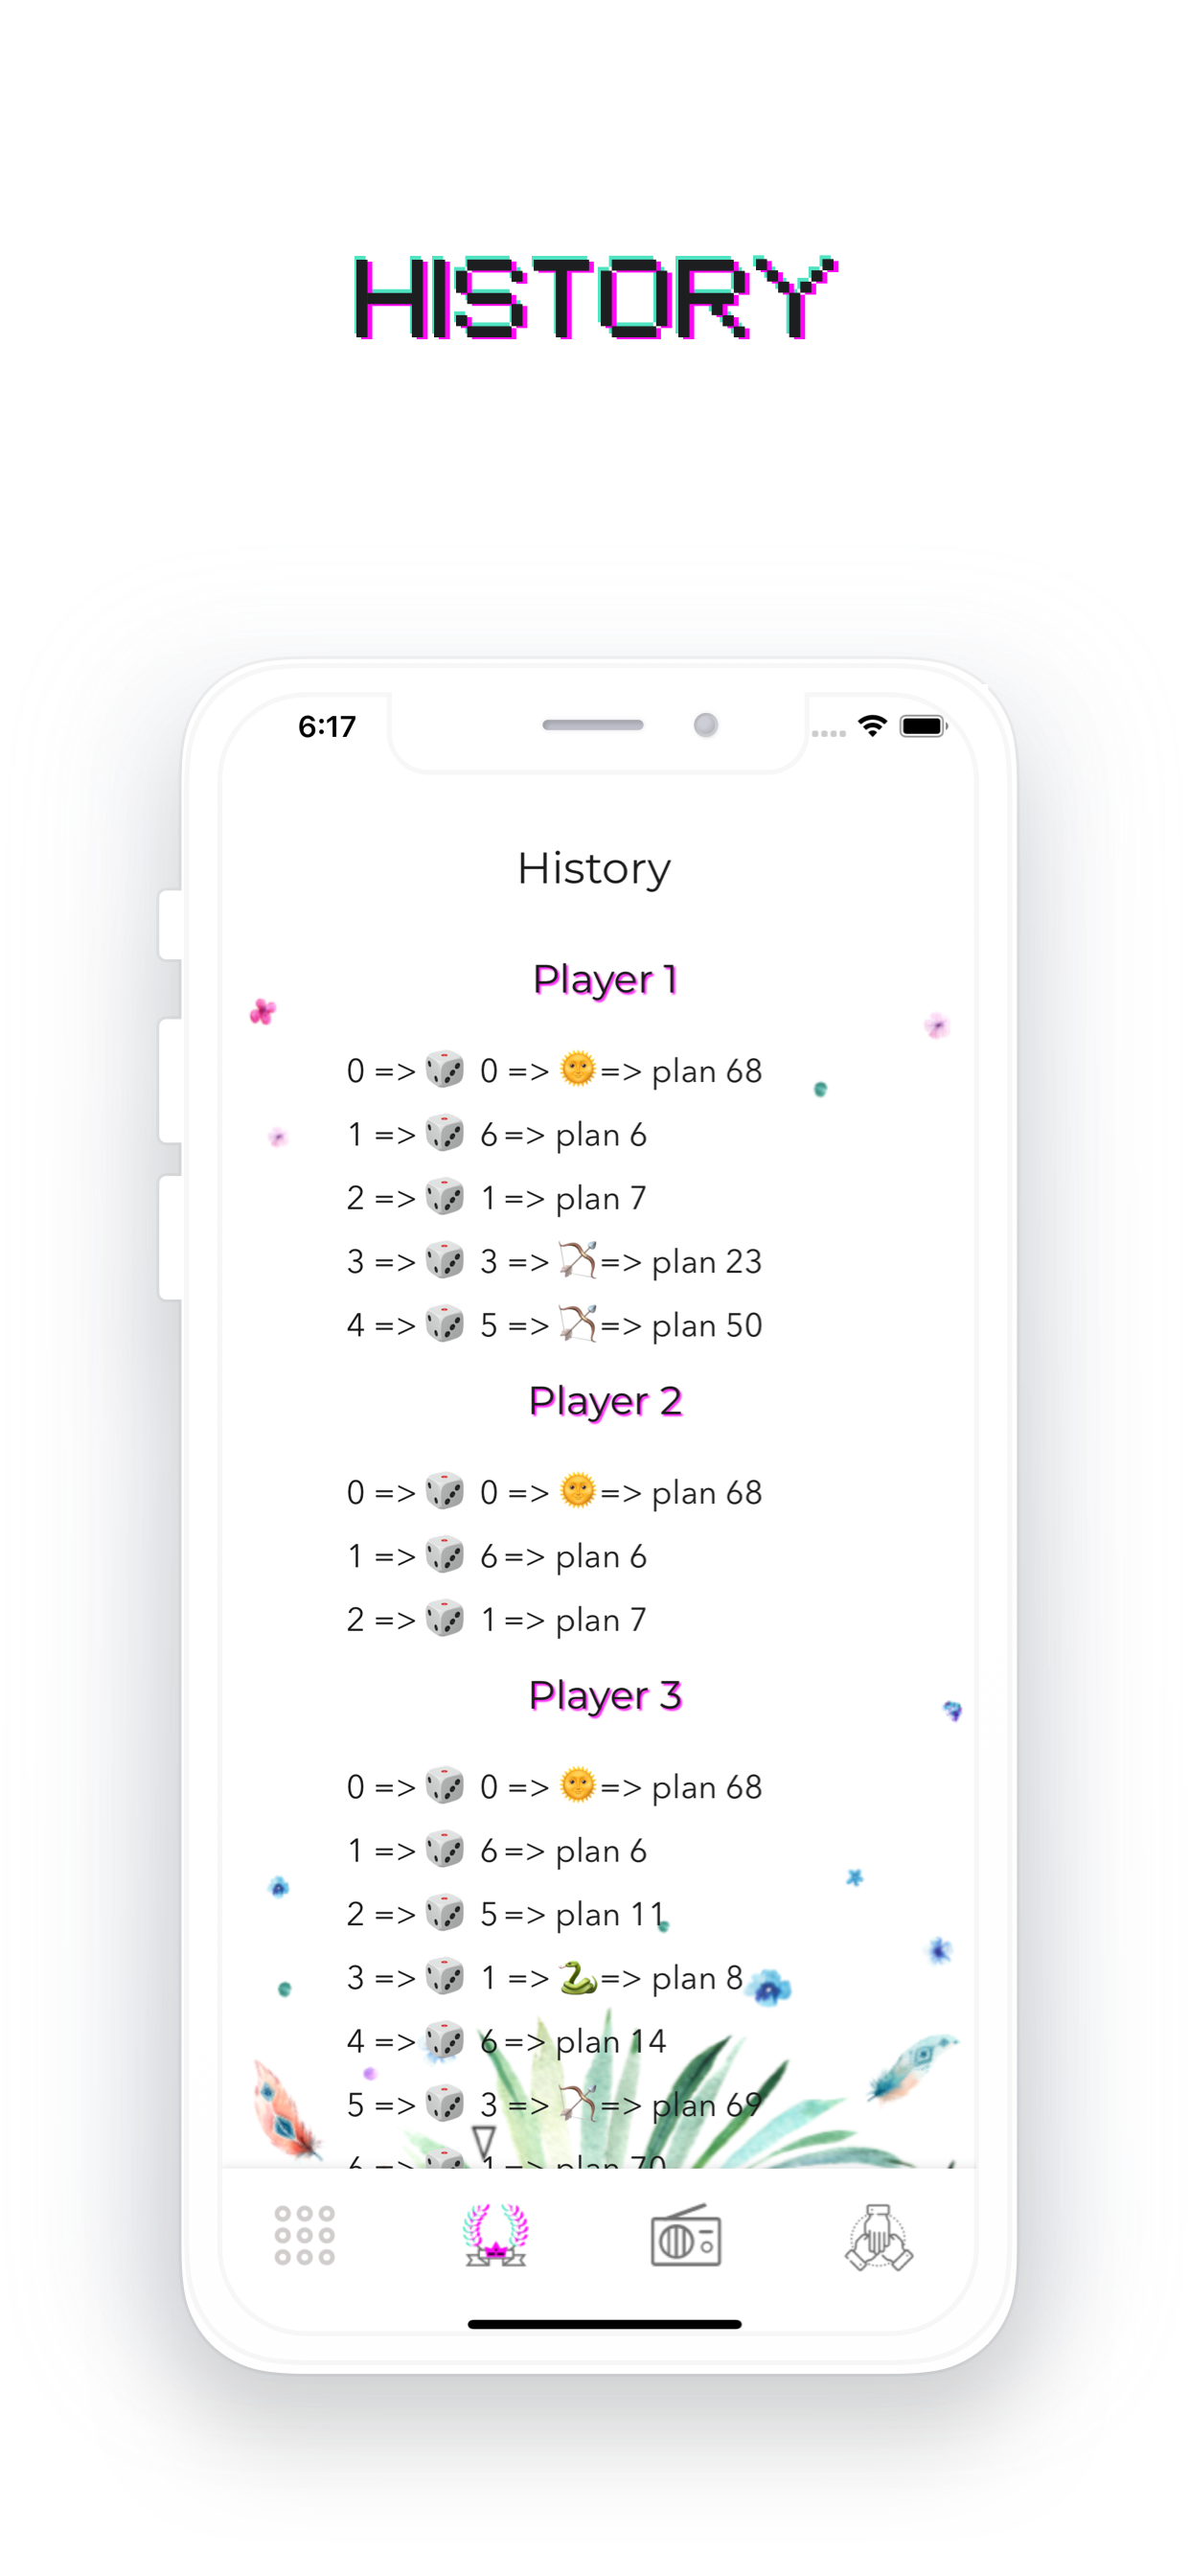 HISTORY
6:17
History
Player 1
0 => 🎲 0 => 🌞=> plan 68
1 => 🎲 6 => plan 6
2 => 🎲 1 => plan 7
3 => 🎲 3 => 🏹=> plan 23
4 => 🎲 5 => 🏹=> plan 50
Player 2
0 => 🎲 0 => 🌞=> plan 68
1 => 🎲 6 => plan 6
2 => 🎲 1 => plan 7
Player 3
0 => 🎲 0 => 🌞=> plan 68
1 => 🎲 6 => plan 6
2 => 🎲 5 => plan 11
3 => 🎲 1 => 🐍=> plan 8
4 => 🎲 6 => plan 14
5 => 🎲 3 => 🏹=> plan 69
6 => 🎲 1 => plan 70